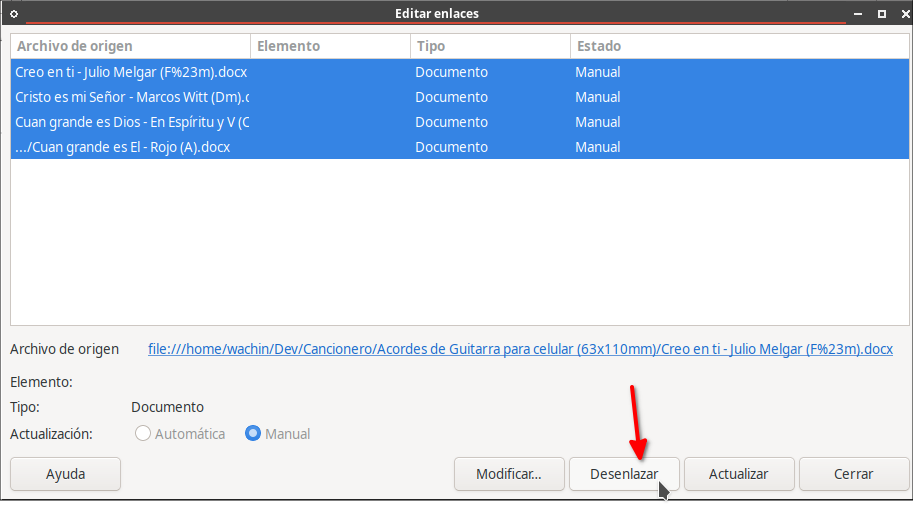 Editar enlaces
Archivo de origen Elemento Tipo Estado
Creo en ti - Julio Melgar (F%23m).docx Documento Manual
Cristo es mi Señor - Marcos Witt (Dm).c Documento Manual
Cuan grande es Dios - En Espíritu y V (C Documento Manual
.../Cuan grande es El - Rojo (A).docx Documento Manual
Archivo de origen file:///home/wachin/Dev/Cancionero/Acordes de Guitarra para celular (63x110mm)/Creo en ti - Julio Melgar (F%23m).docx
Elemento:
Tipo: Documento
Actualización: Automática Manual
Ayuda Modificar... Desenlazar Actualizar Cerrar